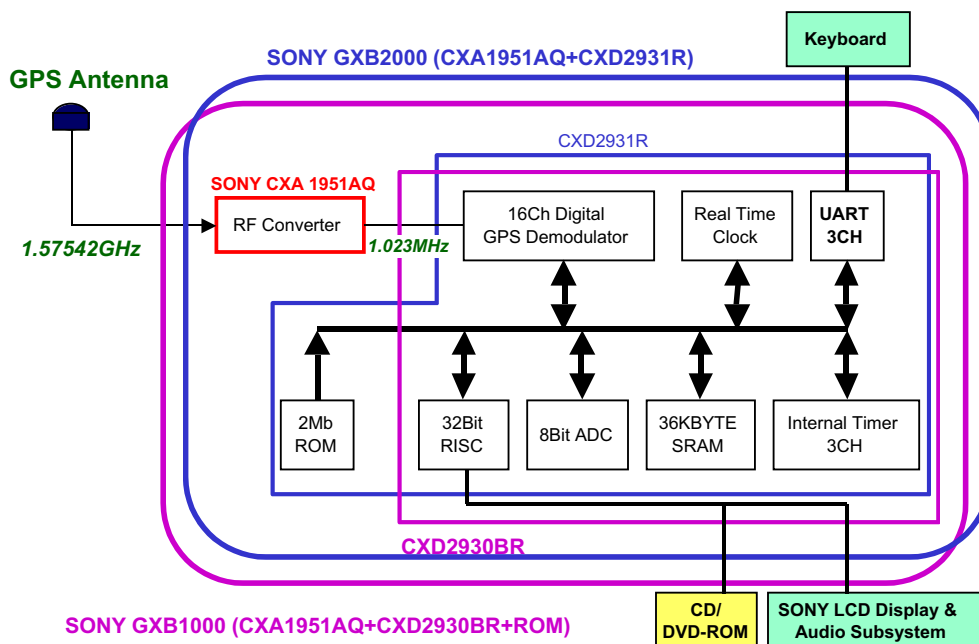 Keyboard
SONY GXB2000 (CXA1951AQ+CXD2931R)
GPS Antenna
CXD2931R
SONY CXA 1951AQ
RF Converter
16Ch Digital
GPS Demodulator
Real Time
Clock
UART
3CH
1.57542GHz
1.023MHz
2Mb
ROM
32Bit
RISC
8Bit ADC
36KBYTE
SRAM
Internal Timer
3CH
CXD2930BR
SONY GXB1000 (CXA1951AQ+CXD2930BR+ROM)
CD/
DVD-ROM
SONY LCD Display &
Audio Subsystem